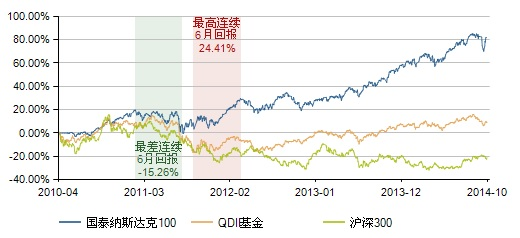 100.00%
80.00%
60.00%
40.00%
20.00%
0.00%
-20.00%
-40.00%
最高连续
6月回报
24.41%
最差连续
6月回报
-15.26%
2010-04
2011-03
2012-02
2013-01
2013-12
2014-10
国泰纳斯达克100
QDI基金
沪深300